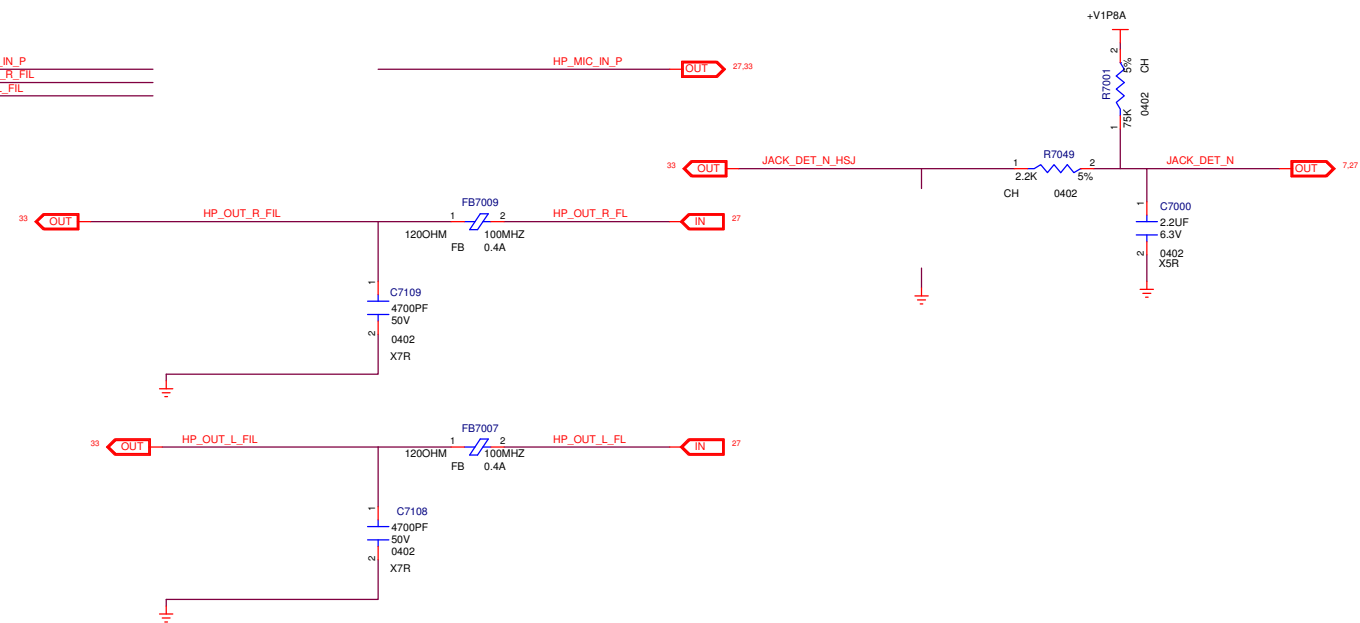 +V1P8A
IN_P
R_FIL
_FIL
HP_MIC_IN_P
OUT
27,33
2
5%
CH
R7001
75K
0402
1
33
OUT
JACK_DET_N_HSJ
1
R7049
2
2.2K
5%
CH
0402
JACK_DET_N
OUT
7,27
1
C7000
2.2UF
6.3V
2
0402
X5R
33
OUT
HP_OUT_R_FIL
FB7009
1
2
120OHM
100MHZ
FB
0.4A
HP_OUT_R_FL
IN
27
1
C7109
4700PF
50V
2
0402
X7R
33
OUT
HP_OUT_L_FIL
FB7007
1
2
120OHM
100MHZ
FB
0.4A
HP_OUT_L_FL
IN
27
1
C7108
4700PF
50V
0402
2
X7R